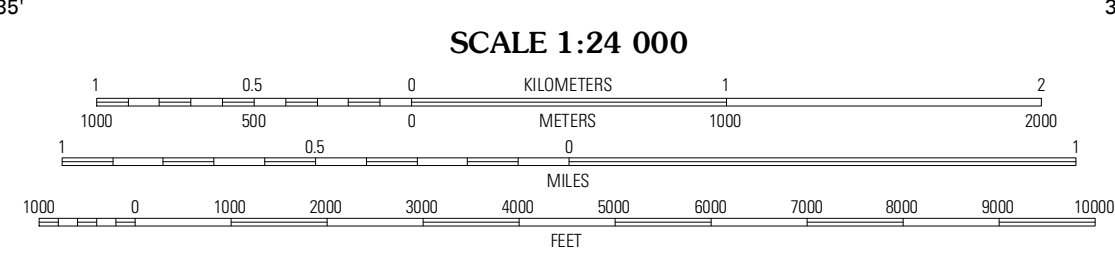 35' 3
SCALE 1:24 000
1 0.5 0 KILOMETERS 1 2
1000 500 0 METERS 1000 2000
1 0.5 0 1
MILES
1000 0 1000 2000 3000 4000 5000 6000 7000 8000 9000 10000
FEET